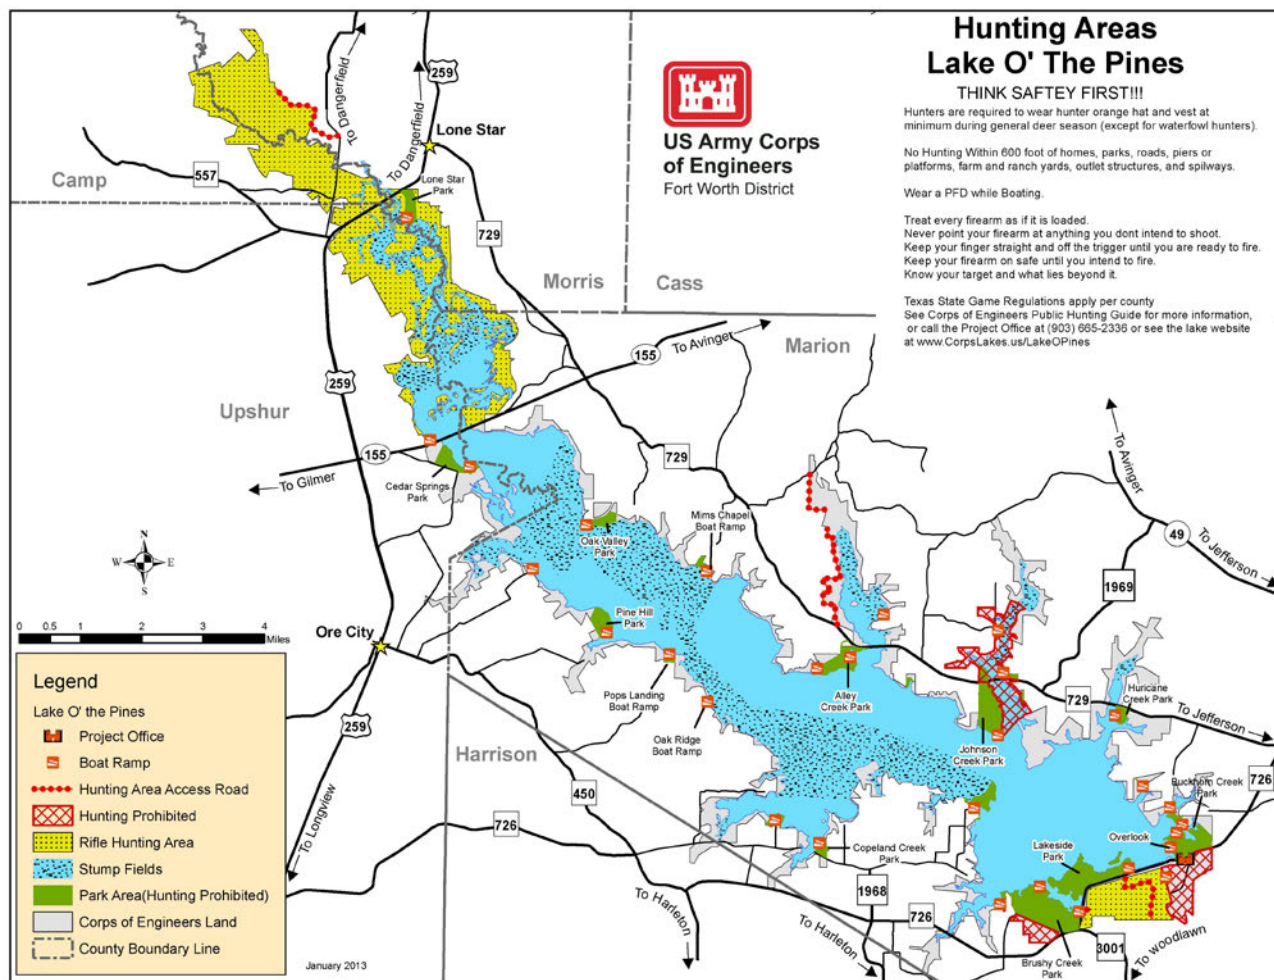 Hunting Areas
Lake O' The Pines
THINK SAFTEY FIRST!!!
Hunters are required to wear hunter orange hat and vest at
minimum during general deer season (except for waterfowl hunters).
No Hunting Within 600 foot of homes, parks, roads, piers or
platforms, farm and ranch yards, outlet structures, and spilways.
Wear a PFD while Boating.
Treat every firearm as if it is loaded.
Never point your firearm at anything you dont intend to shoot.
Keep your finger straight and off the trigger until you are ready to fire.
Keep your firearm on safe until you intend to fire.
Know your target and what lies beyond it.
Texas State Game Regulations apply per county
See Corps of Engineers Public Hunting Guide for more information,
or call the Project Office at (903) 665-2336 or see the lake website
at www.CorpsLakes.us/LakeOPines
US Army Corps
of Engineers
Fort Worth District
To Dangerfield
259
To Dangerfield
Lone Star
557
Camp
Lone Star
Park
729
Morris
Cass
155
To Avinger
Marion
259
Upshur
155
To Gilmer
729
Cedar Springs
Park
To Avinger
49
To Jefferson
Mims Chapel
Boat Ramp
Oak Valley
Park
1969
N
W
E
S
Pine Hill
Park
0
0.5
1
2
3
4
Miles
Ore City
Pops Landing
Boat Ramp
Alley
Creek Park
729
Huricane
Creek Park
To Jefferson
259
Oak Ridge
Boat Ramp
Harrison
Johnson
Creek Park
726
Buckhorn Creek
Park
450
726
To Longview
Overlook
Copeland Creek
Park
Lakeside
Park
1968
To Harleton
726
To Harleton
3001
To woodlawn
Brushy Creek
Park
Legend
Lake O' the Pines
Project Office
Boat Ramp
Hunting Area Access Road
Hunting Prohibited
Rifle Hunting Area
Stump Fields
Park Area(Hunting Prohibited)
Corps of Engineers Land
County Boundary Line
January 2013